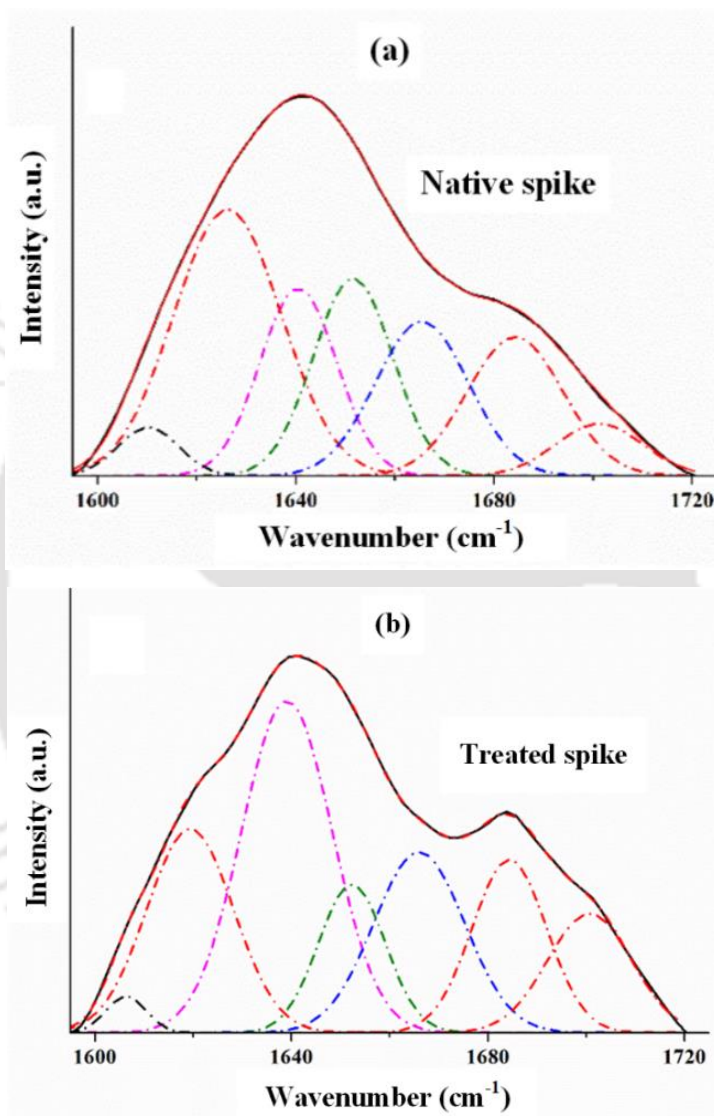 (a)
Native spike
Intensity (a.u.)
1600 1640 1680 1720
Wavenumber (cm⁻¹)
(b)
Treated spike
Intensity (a.u.)
1600 1640 1680 1720
Wavenumber (cm⁻¹)